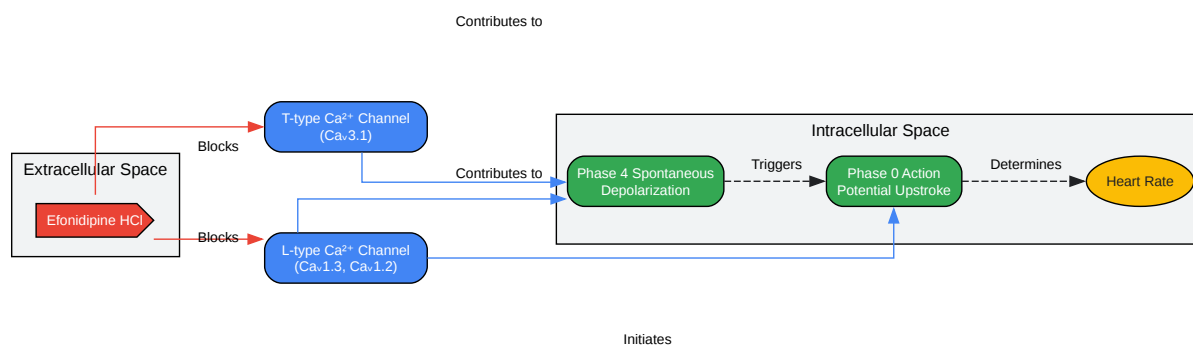 Contributes to
T-type Ca²⁺ Channel
(Caᵥ3.1)
Blocks
Extracellular Space
Efonidipine HCl
Blocks
L-type Ca²⁺ Channel
(Caᵥ1.3, Caᵥ1.2)
Contributes to
Intracellular Space
Phase 4 Spontaneous
Depolarization
Triggers
Phase 0 Action
Potential Upstroke
Determines
Heart Rate
Initiates